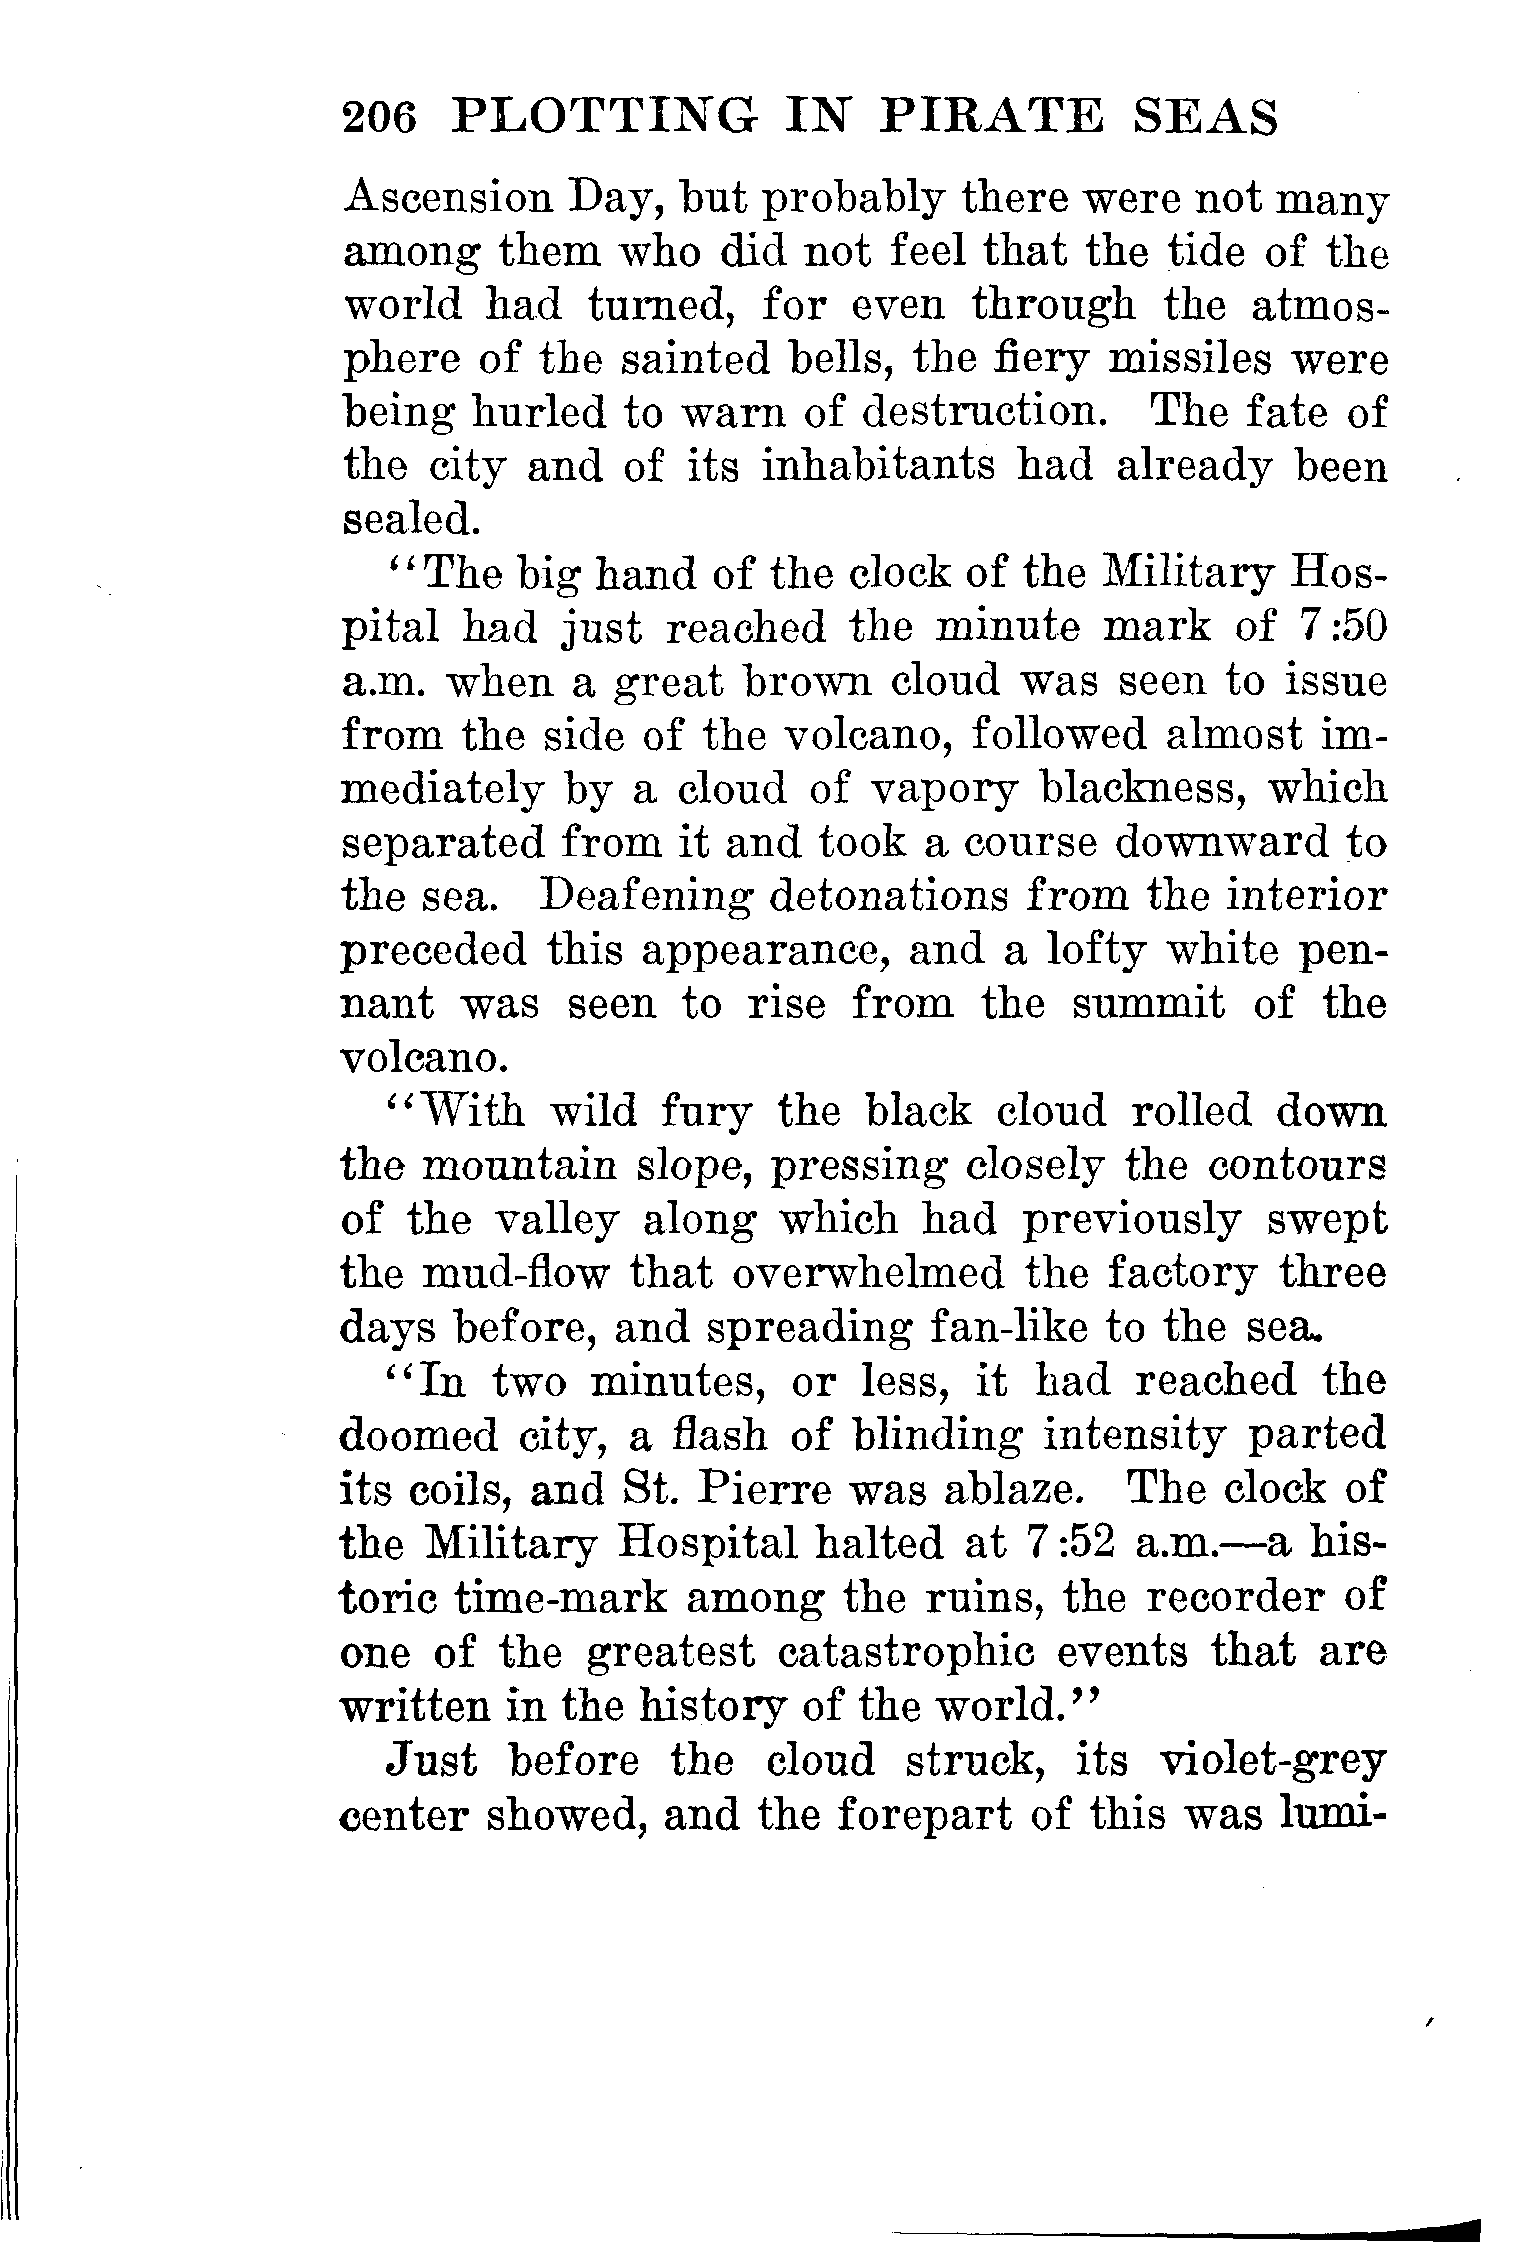 206 PLOTTING IN PIRATE SEAS
Ascension Day, but probably there were not many
among them who did not feel that the tide of the
world had turned, for even through the atmos-
phere of the sainted bells, the fiery missiles were
being hurled to warn of destruction. The fate of
the city and of its inhabitants had already been
sealed.
“The big hand of the clock of the Military Hos-
pital had just reached the minute mark of 7:50
a.m. when a great brown cloud was seen to issue
from the side of the volcano, followed almost im-
mediately by a cloud of vapory blackness, which
separated from it and took a course downward to
the sea. Deafening detonations from the interior
preceded this appearance, and a lofty white pen-
nant was seen to rise from the summit of the
volcano.
“With wild fury the black cloud rolled down
the mountain slope, pressing closely the contours
of the valley along which had previously swept
the mud-flow that overwhelmed the factory three
days before, and spreading fan-like to the sea.
“In two minutes, or less, it had reached the
doomed city, a flash of blinding intensity parted
its coils, and St. Pierre was ablaze. The clock of
the Military Hospital halted at 7:52 a.m.—a his-
toric time-mark among the ruins, the recorder of
one of the greatest catastrophic events that are
written in the history of the world.”
Just before the cloud struck, its violet-grey
center showed, and the forepart of this was lumi-